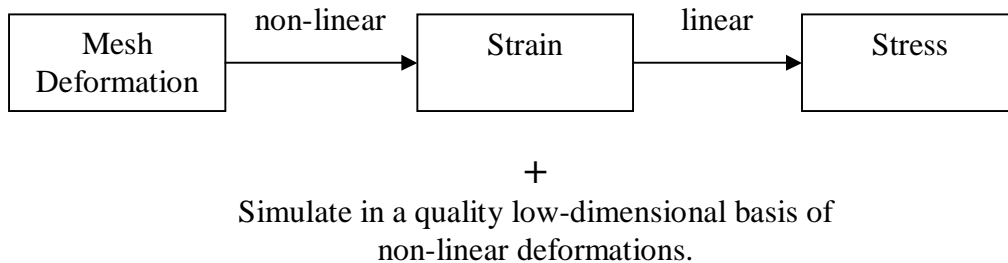 non-linear
linear
Mesh
Deformation
Strain
Stress
+
Simulate in a quality low-dimensional basis of
non-linear deformations.